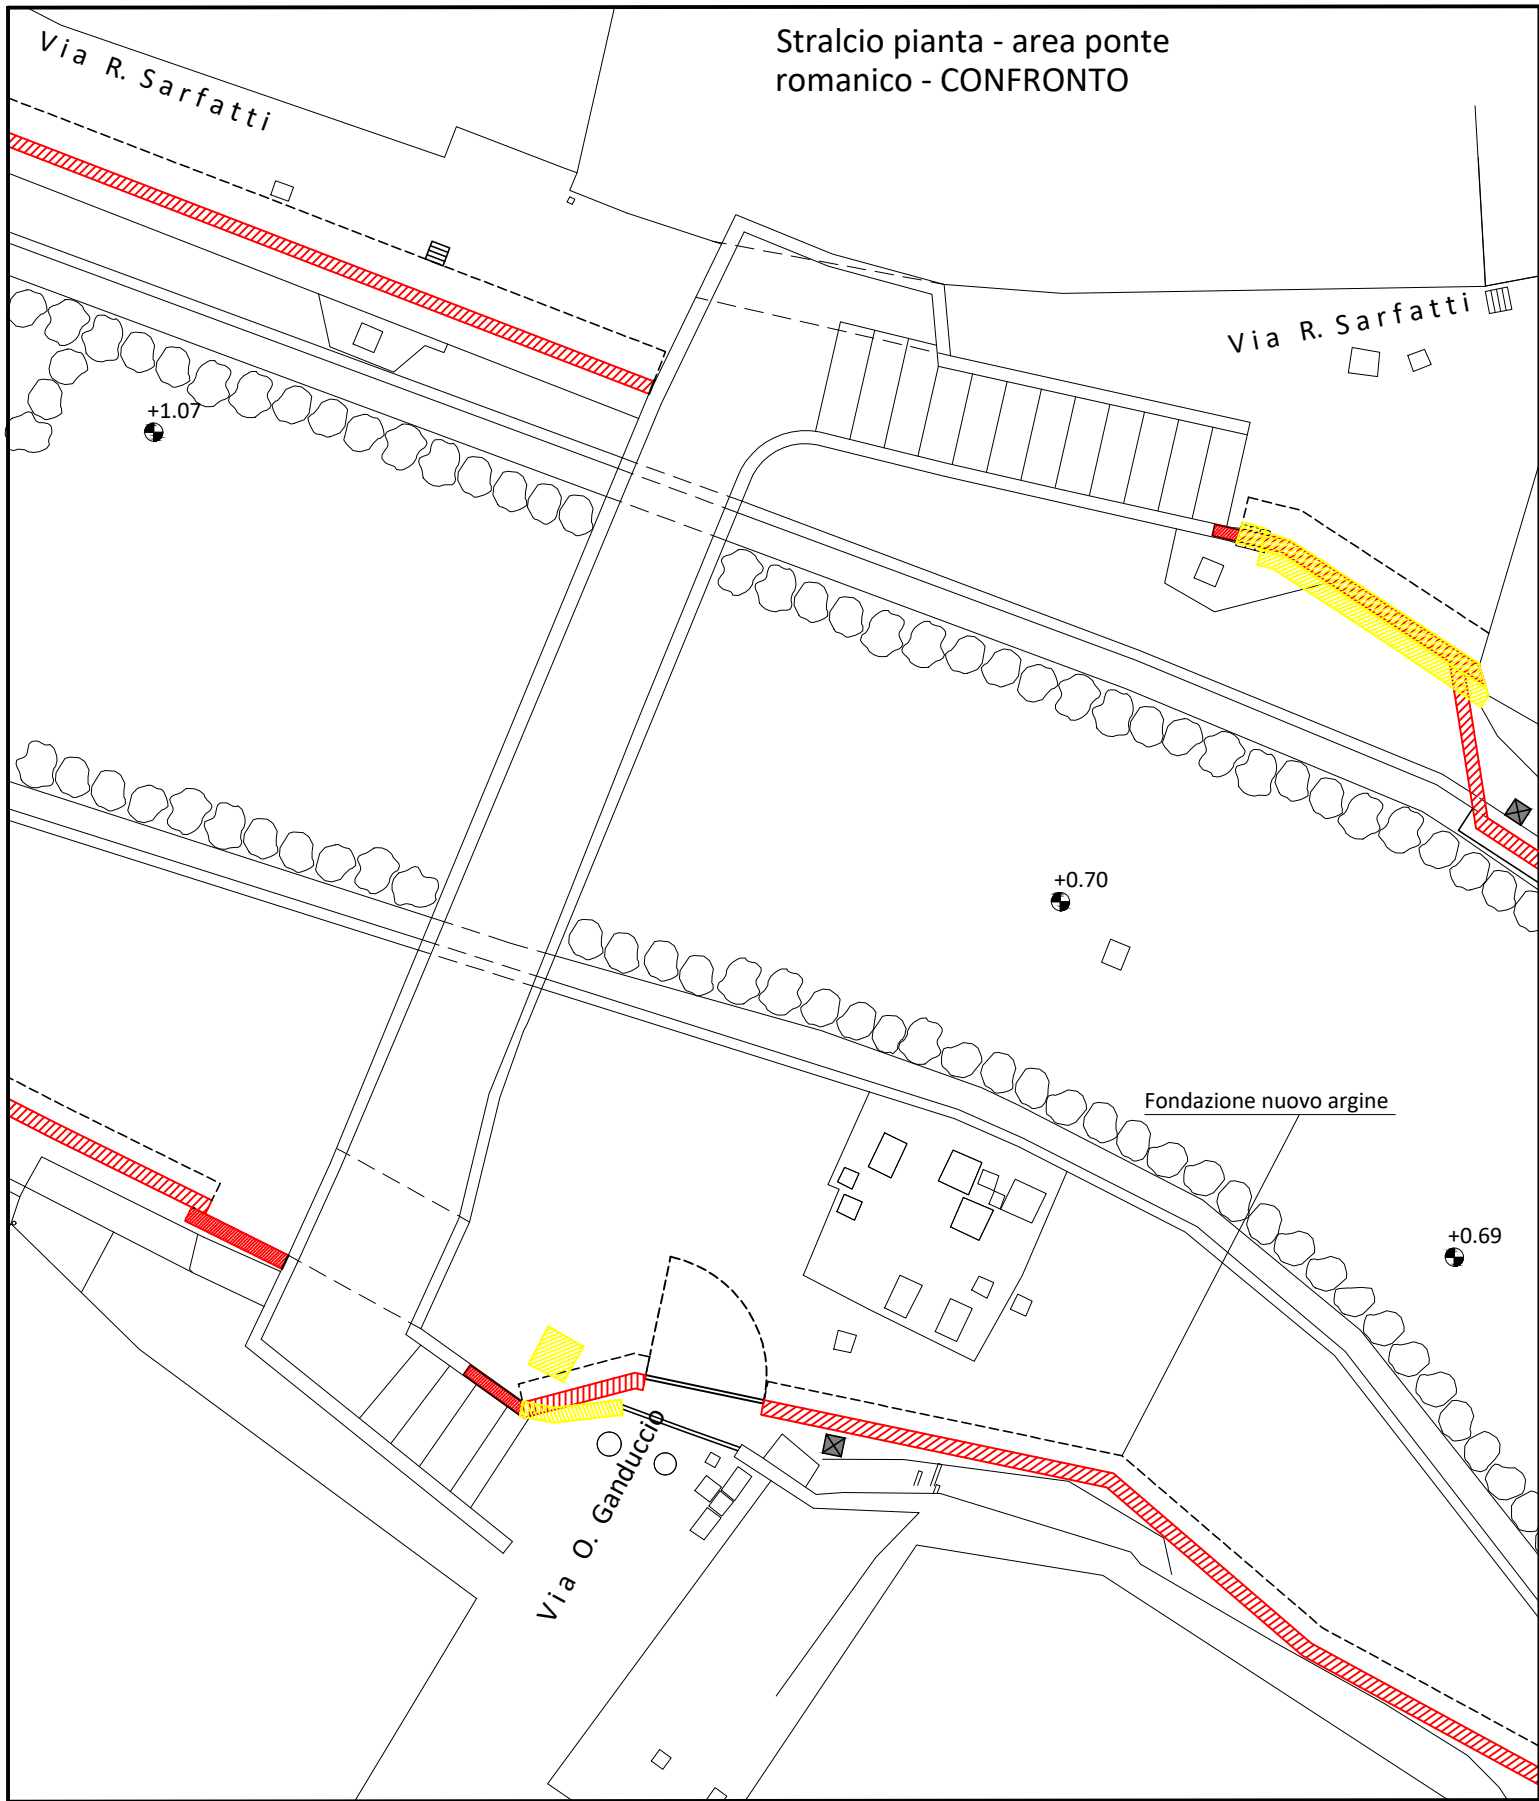 Stralcio pianta - area ponte
romanico - CONFRONTO
Via R. Sarfatti
Via R. Sarfatti
+1.07
+0.70
Fondazione nuovo argine
+0.69
Via O. Ganduccio